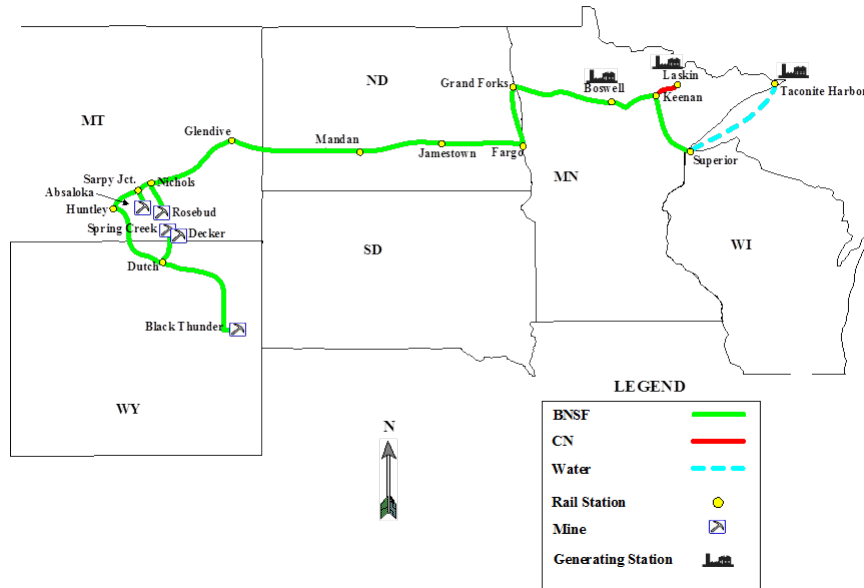 ND
MT
Grand Forks
Boswell
Laskin
Keenan
Taconite Harbor
Glendive
Mandan
Jamestown
Fargo
Superior
MN
Sarpy Jct.
Nichols
Absaloka
Huntley
Rosebud
Spring Creek
Decker
SD
WI
Dutch
Black Thunder
WY
N
LEGEND
BNSF
CN
Water
Rail Station
Mine
Generating Station